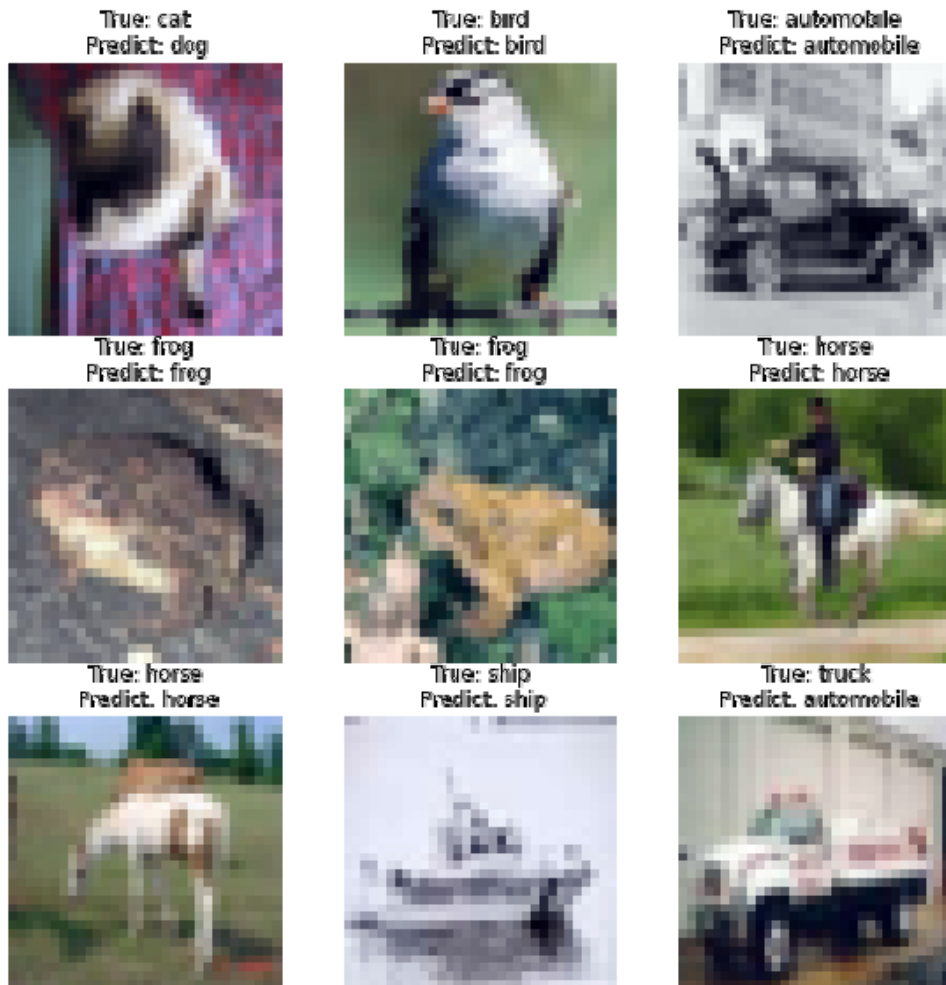 True: cat
Predict: dog
True: bird
Predict: bird
True: automobile
Predict: automobile
True: frog
Predict: frog
True: frog
Predict: frog
True: horse
Predict: horse
True: horse
Predict: horse
True: ship
Predict: ship
True: truck
Predict: automobile